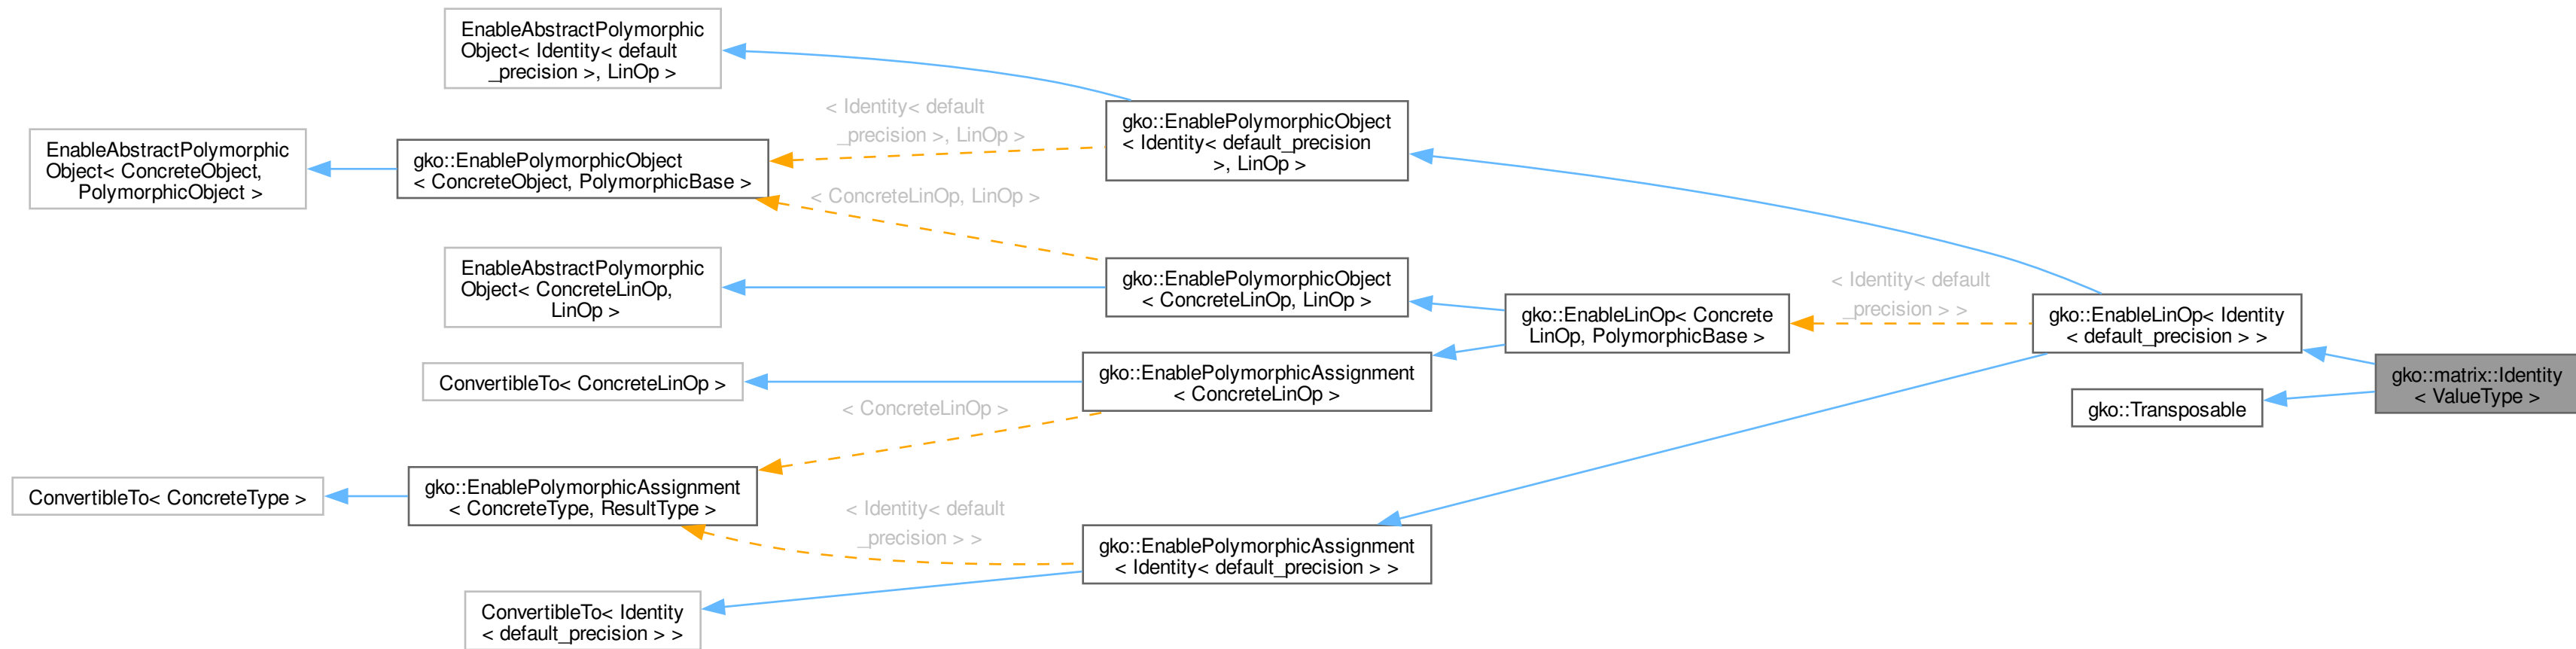 EnableAbstractPolymorphic
Object< Identity< default
_precision >, LinOp >
< Identity< default
_precision >, LinOp >
gko::EnablePolymorphicObject
< Identity< default_precision
>, LinOp >
EnableAbstractPolymorphic
Object< ConcreteObject,
PolymorphicObject >
gko::EnablePolymorphicObject
< ConcreteObject, PolymorphicBase >
< ConcreteLinOp, LinOp >
EnableAbstractPolymorphic
Object< ConcreteLinOp,
LinOp >
gko::EnablePolymorphicObject
< ConcreteLinOp, LinOp >
gko::EnableLinOp< Concrete
LinOp, PolymorphicBase >
< Identity< default
_precision > >
gko::EnableLinOp< Identity
< default_precision > >
gko::matrix::Identity
< ValueType >
gko::Transposable
ConvertibleTo< ConcreteLinOp >
gko::EnablePolymorphicAssignment
< ConcreteLinOp >
< ConcreteLinOp >
ConvertibleTo< ConcreteType >
gko::EnablePolymorphicAssignment
< ConcreteType, ResultType >
< Identity< default
_precision > >
gko::EnablePolymorphicAssignment
< Identity< default_precision > >
ConvertibleTo< Identity
< default_precision > >